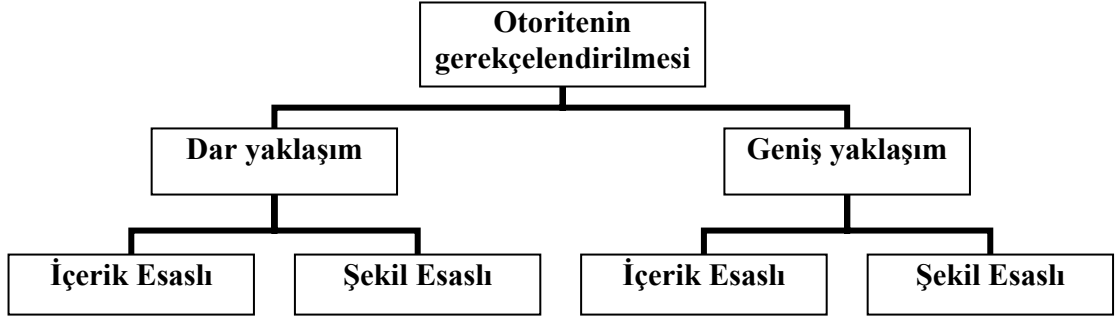 Otoritenin
gerekçelendirilmesi
Dar yaklaşım
Geniş yaklaşım
İçerik Esaslı
Şekil Esaslı
İçerik Esaslı
Şekil Esaslı